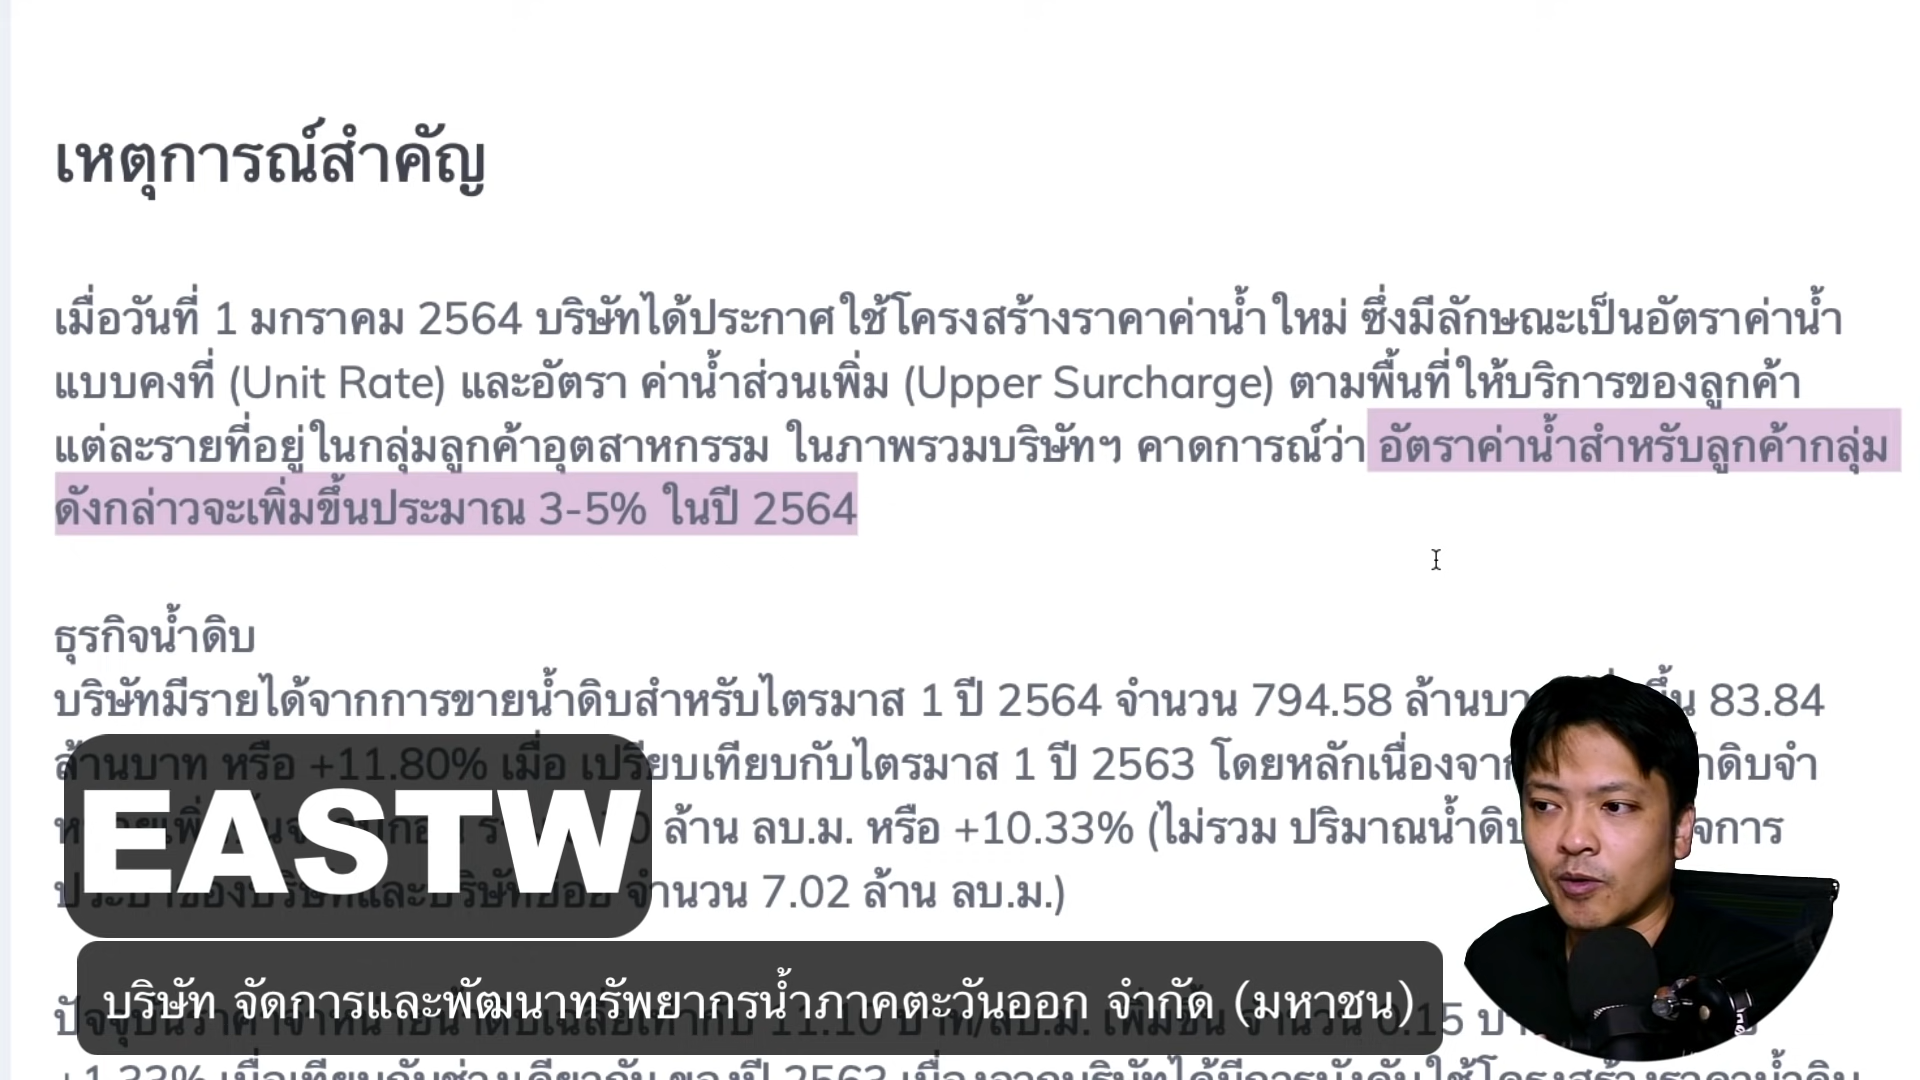 เหตุการณ์สำคัญ
เมื่อวันที่ 1 มกราคม 2564 บริษัทได้ประกาศใช้โครงสร้างราคาค่าน้ำใหม่ ซึ่งมีลักษณะเป็นอัตราค่าน้ำ
แบบคงที่ (Unit Rate) และอัตรา ค่าน้ำส่วนเพิ่ม (Upper Surcharge) ตามพื้นที่ให้บริการของลูกค้า
แต่ละรายที่อยู่ในกลุ่มลูกค้าอุตสาหกรรม ในภาพรวมบริษัทฯ คาดการณ์ว่า อัตราค่าน้ำสำหรับลูกค้ากลุ่ม
ดังกล่าวจะเพิ่มขึ้นประมาณ 3-5% ในปี 2564
ธุรกิจน้ำดิบ
บริษัทมีรายได้จากการขายน้ำดิบสำหรับไตรมาส 1 ปี 2564 จำนวน 794.58 83.84
ล้านบาท หรือ +11.80% เมื่อ เปรียบเทียบกับไตรมาส 1 ปี 2563 โดยหลักเนื่องจาก
ล้าน ลบ.ม. หรือ +10.33% (ไม่รวม จการ
จำนวน 7.02 ล้าน ลบ.ม.)
EASTW
บริษัท จัดการและพัฒนาทรัพยากรน้ำภาคตะวันออก จำกัด (มหาชน)